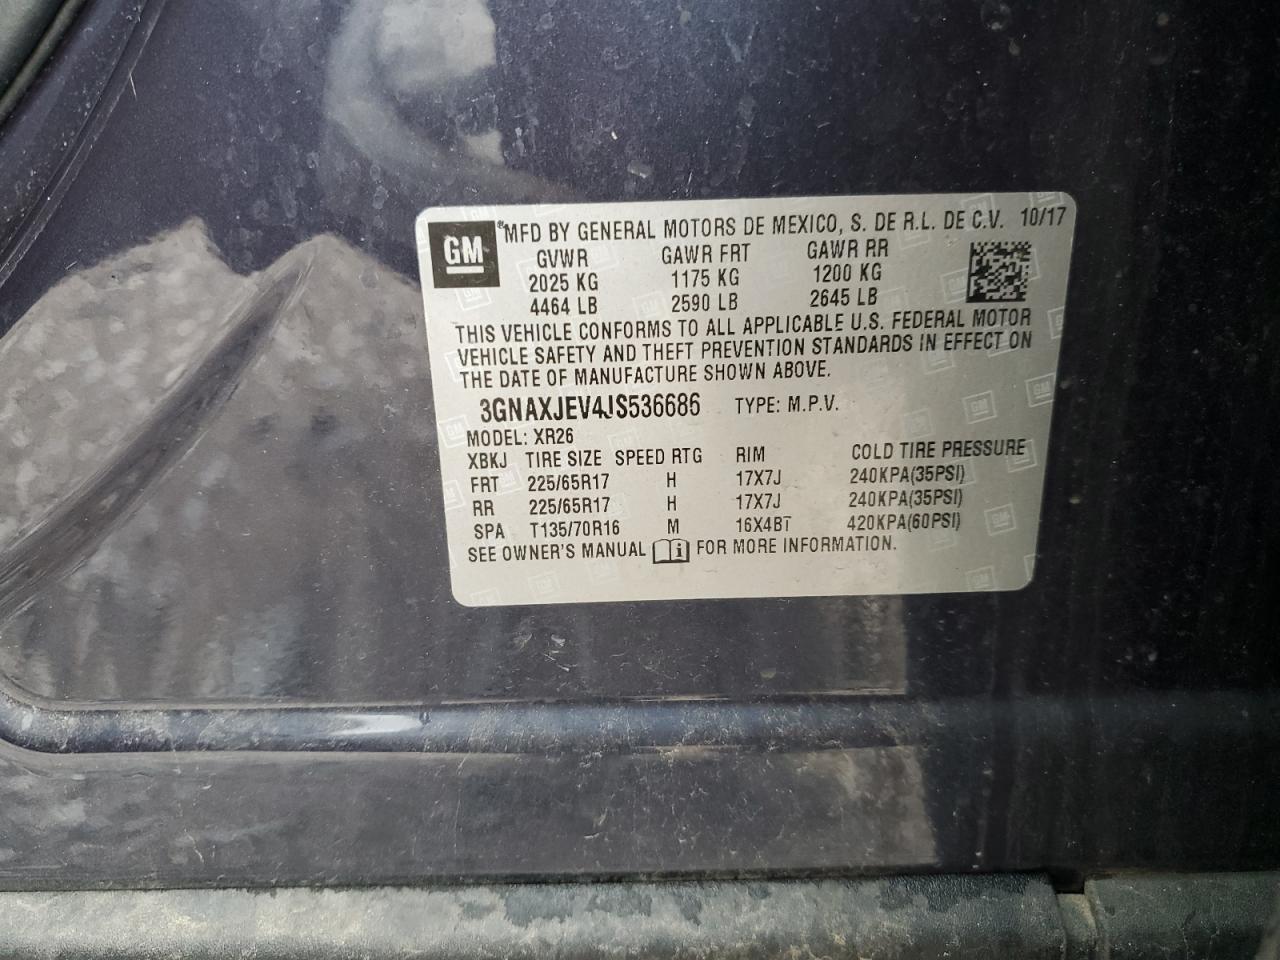 GM
*MFD BY GENERAL MOTORS DE MEXICO, S. DE R.L. DE C.V. 10/17
GVWR GAWR FRT GAWR RR
2025 KG 1175 KG 1200 KG
4464 LB 2590 LB 2645 LB
THIS VEHICLE CONFORMS TO ALL APPLICABLE U.S. FEDERAL MOTOR
VEHICLE SAFETY AND THEFT PREVENTION STANDARDS IN EFFECT ON
THE DATE OF MANUFACTURE SHOWN ABOVE.
3GNAXJEV4JS536686 TYPE: M.P.V.
MODEL: XR26
XBKJ TIRE SIZE SPEED RTG RIM COLD TIRE PRESSURE
FRT 225/65R17 H 17X7J 240KPA(35PSI)
RR 225/65R17 H 17X7J 240KPA(35PSI)
SPA T135/70R16 M 16X4BT 420KPA(60PSI)
SEE OWNER'S MANUAL FOR MORE INFORMATION.